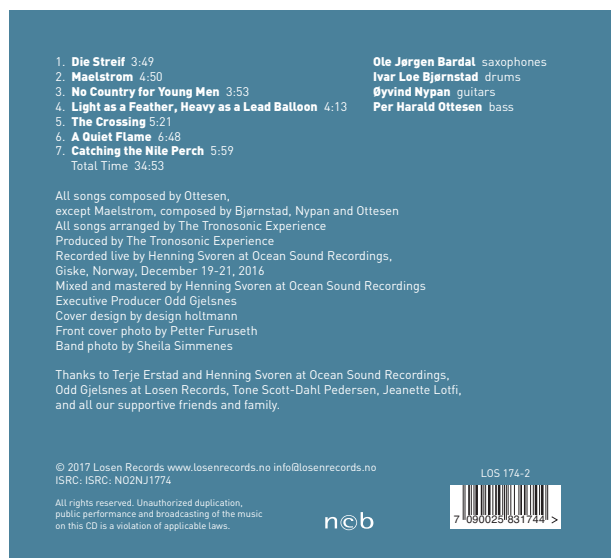 1. Die Streif 3:49
2. Maelstrom 4:50
3. No Country for Young Men 3:53
4. Light as a Feather, Heavy as a Lead Balloon 4:13
5. The Crossing 5:21
6. A Quiet Flame 6:48
7. Catching the Nile Perch 5:59
Total Time 34:53
Ole Jørgen Bardal saxophones
Ivar Loe Bjørnstad drums
Øyvind Nypan guitars
Per Harald Ottesen bass
All songs composed by Ottesen,
except Maelstrom, composed by Bjørnstad, Nypan and Ottesen
All songs arranged by The Tronosonic Experience
Produced by The Tronosonic Experience
Recorded live by Henning Svoren at Ocean Sound Recordings,
Giske, Norway, December 19-21, 2016
Mixed and mastered by Henning Svoren at Ocean Sound Recordings
Executive Producer Odd Gjelsnes
Cover design by design holtmann
Front cover photo by Petter Furuseth
Band photo by Sheila Simmenes
Thanks to Terje Erstad and Henning Svoren at Ocean Sound Recordings,
Odd Gjelsnes at Losen Records, Tone Scott-Dahl Pedersen, Jeanette Lotfi,
and all our supportive friends and family.
© 2017 Losen Records www.losenrecords.no info@losenrecords.no
ISRC: ISRC: NO2NJ1774
All rights reserved. Unauthorized duplication,
public performance and broadcasting of the music
on this CD is a violation of applicable laws.
n©b
LOS 174-2
7 090025 831744 >